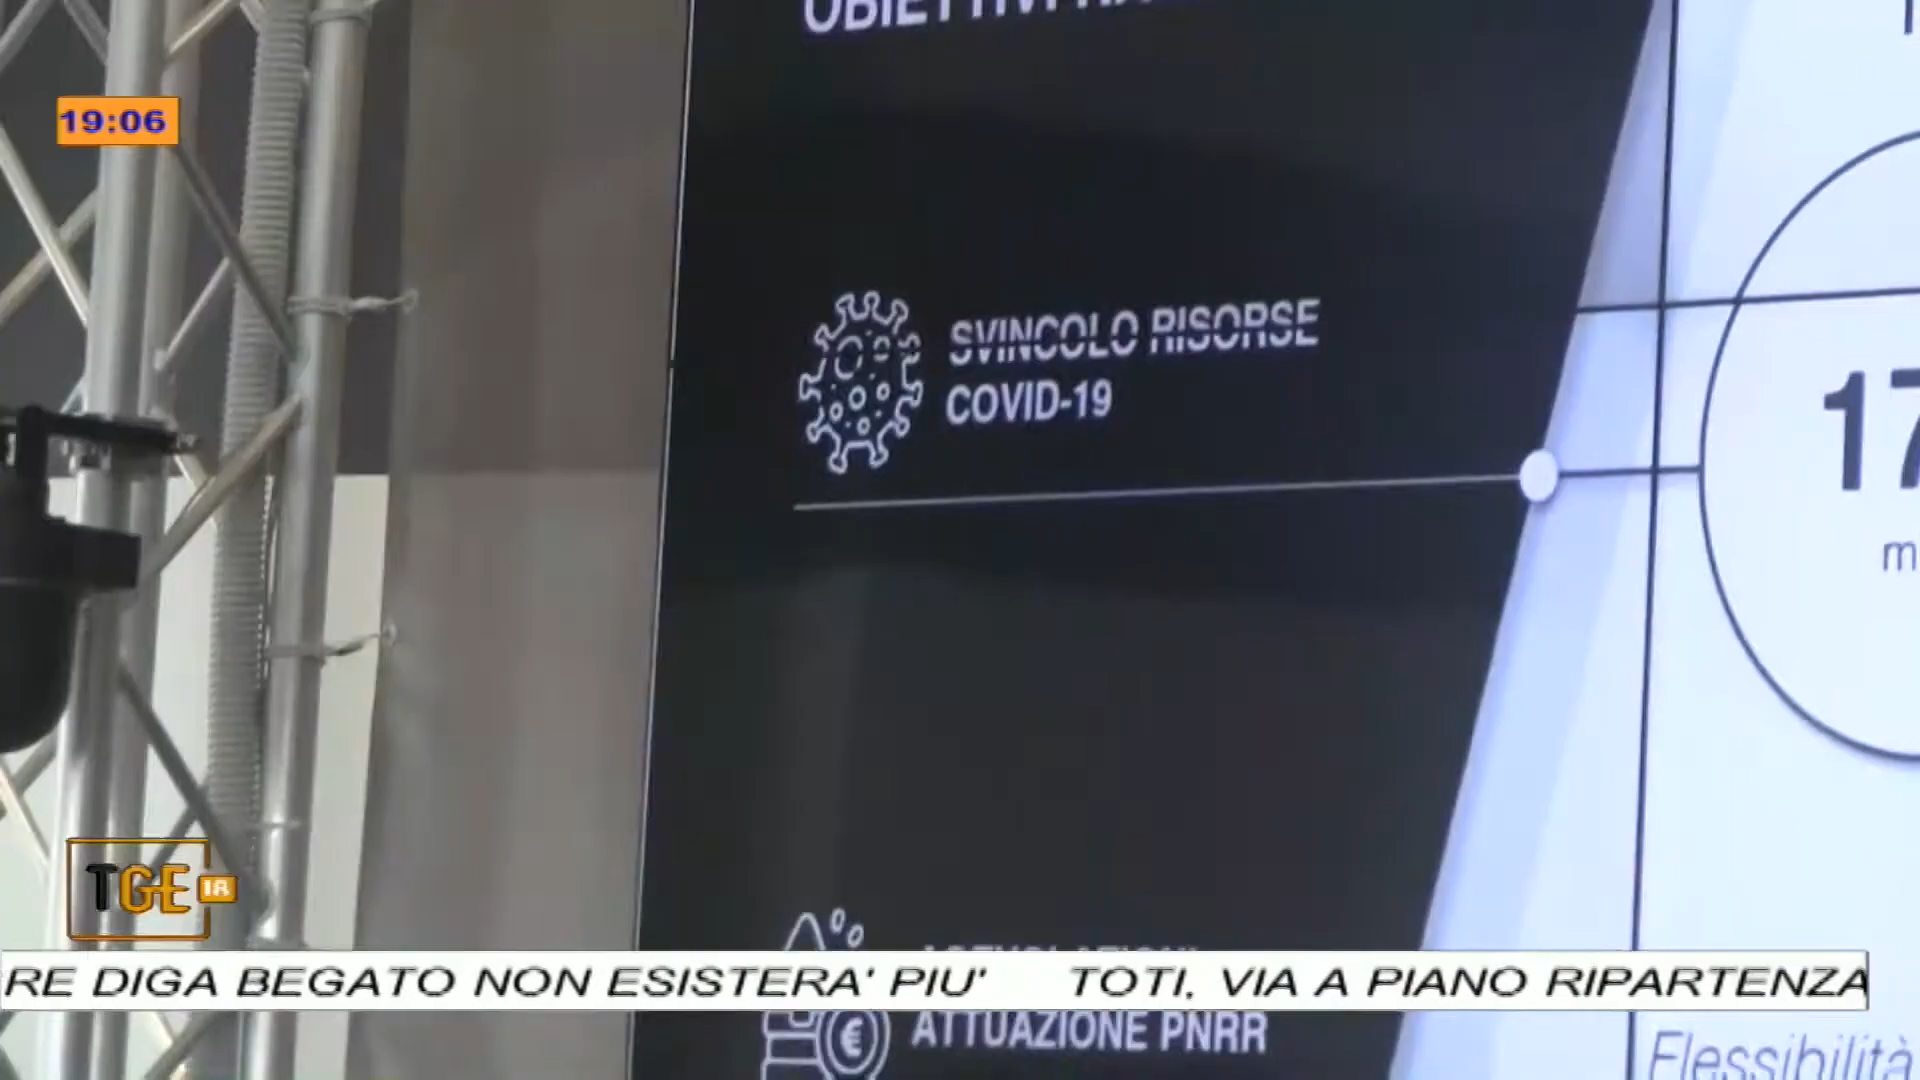 19:06
SVINCOLO RISORSE
COVID-19
17
TGE
RE DIGA BEGATO NON ESISTERA' PIU' TOTI, VIA A PIANO RIPARTENZA
ATTUAZIONE PNRR
Flessibilità